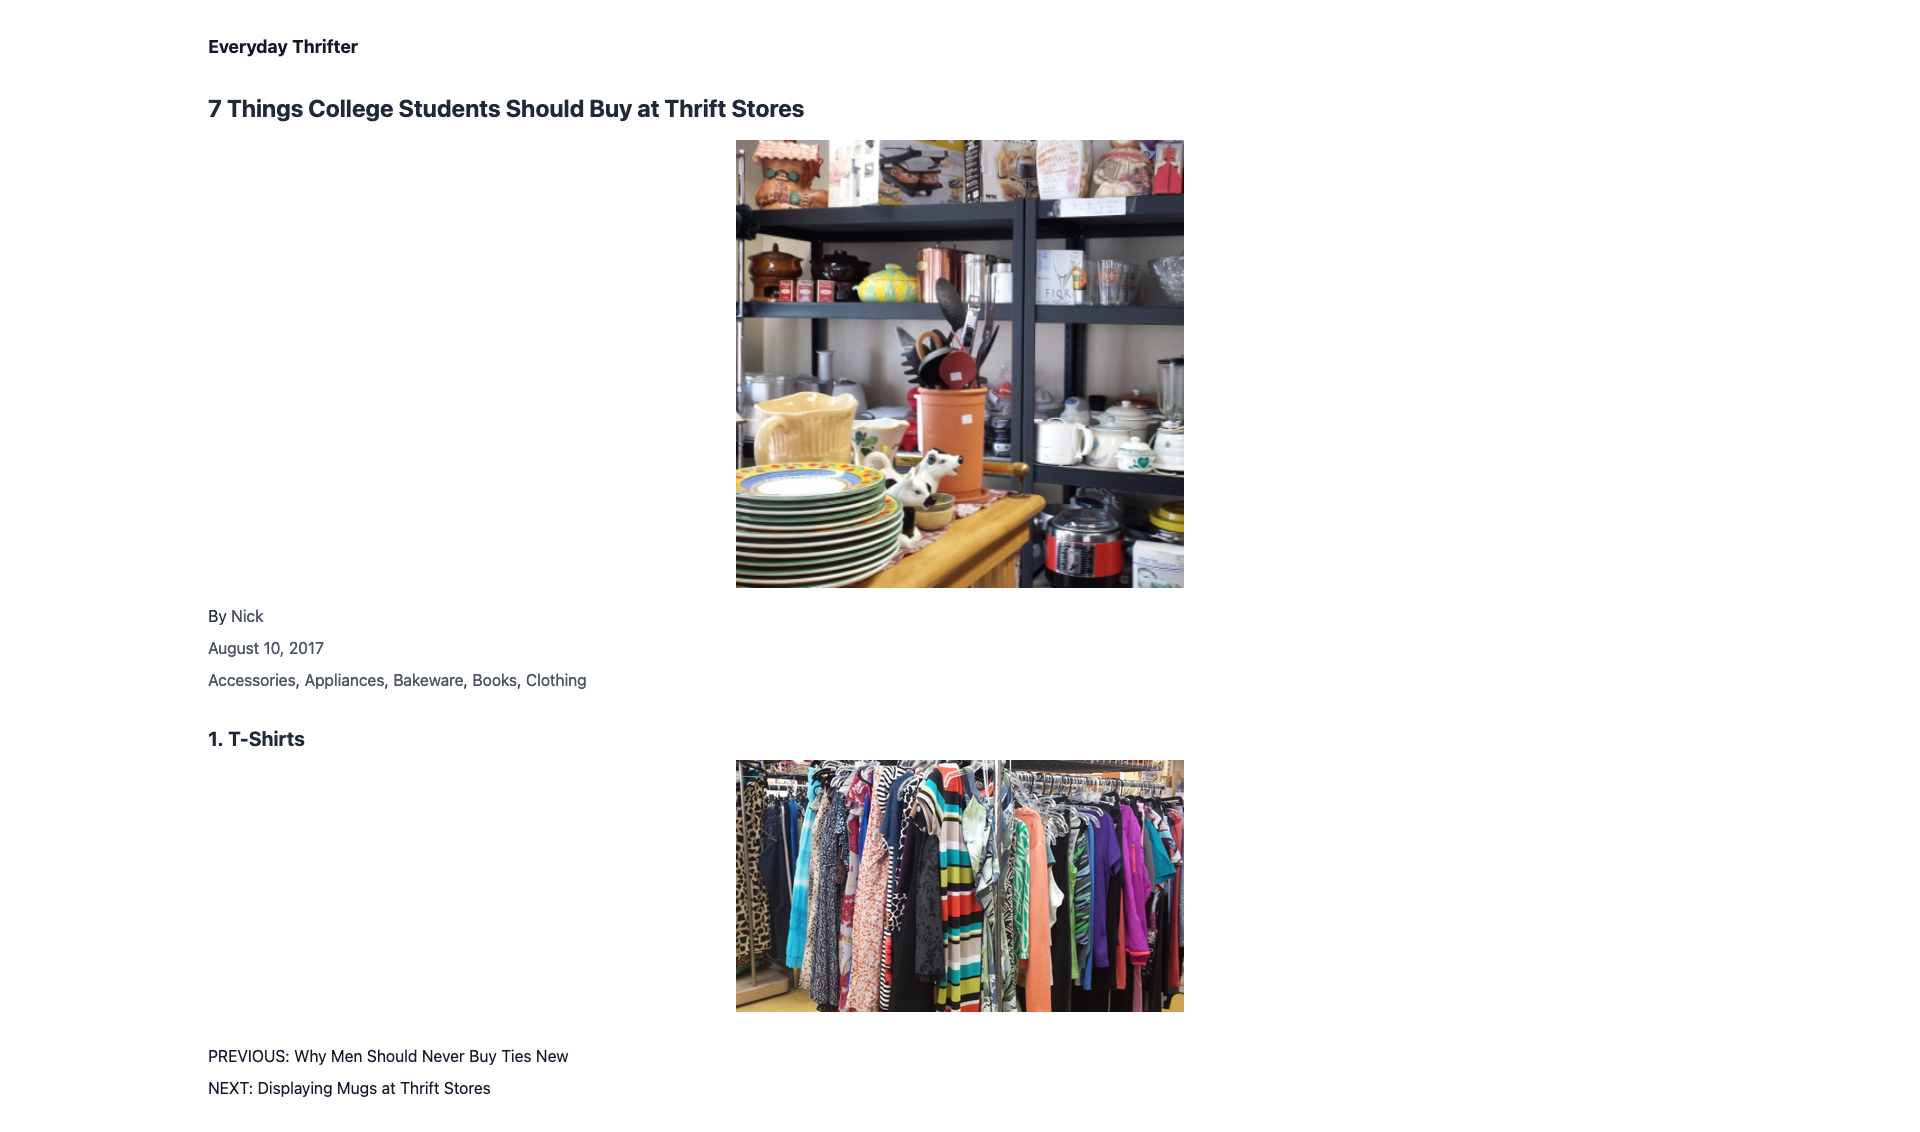 Everyday Thrifter
7 Things College Students Should Buy at Thrift Stores
FIOR
By Nick
August 10, 2017
Accessories, Appliances, Bakeware, Books, Clothing
1. T-Shirts
PREVIOUS: Why Men Should Never Buy Ties New
NEXT: Displaying Mugs at Thrift Stores